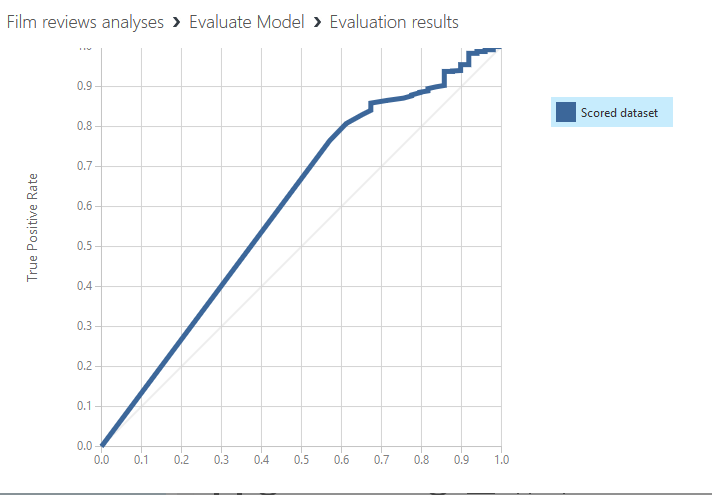 Film reviews analyses › Evaluate Model › Evaluation results
0.9
0.8
0.7
0.6
0.5
0.4
0.3
0.2
0.1
0.0
True Positive Rate
0.0 0.1 0.2 0.3 0.4 0.5 0.6 0.7 0.8 0.9 1.0
Scored dataset